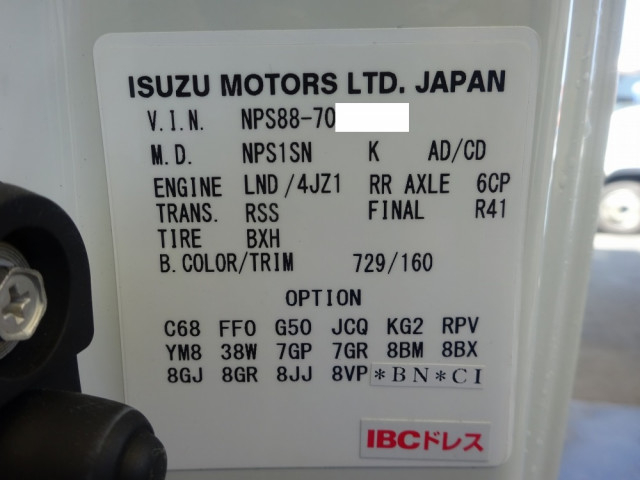 ISUZU MOTORS LTD. JAPAN
V.I.N. NPS88-70
M.D. NPS1SN K AD/CD
ENGINE LND/4JZ1 RR AXLE 6CP
TRANS. RSS FINAL R41
TIRE BXH
B.COLOR/TRIM 729/160
OPTION
C68 FF0 G50 JCQ KG2 RPV
YM8 38W 7GP 7GR 8BM 8BX
8GJ 8GR 8JJ 8VP *BN*CI
IBCドレス